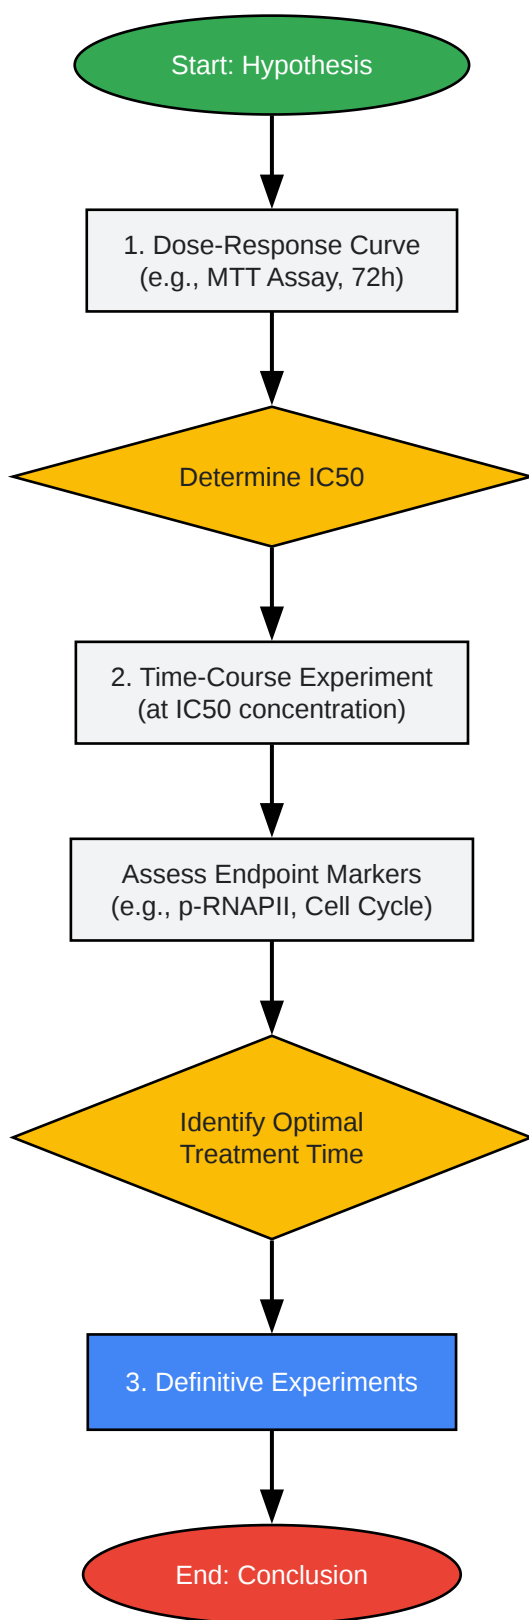 Start: Hypothesis
1. Dose-Response Curve
(e.g., MTT Assay, 72h)
Determine IC50
2. Time-Course Experiment
(at IC50 concentration)
Assess Endpoint Markers
(e.g., p-RNAPII, Cell Cycle)
Identify Optimal
Treatment Time
3. Definitive Experiments
End: Conclusion